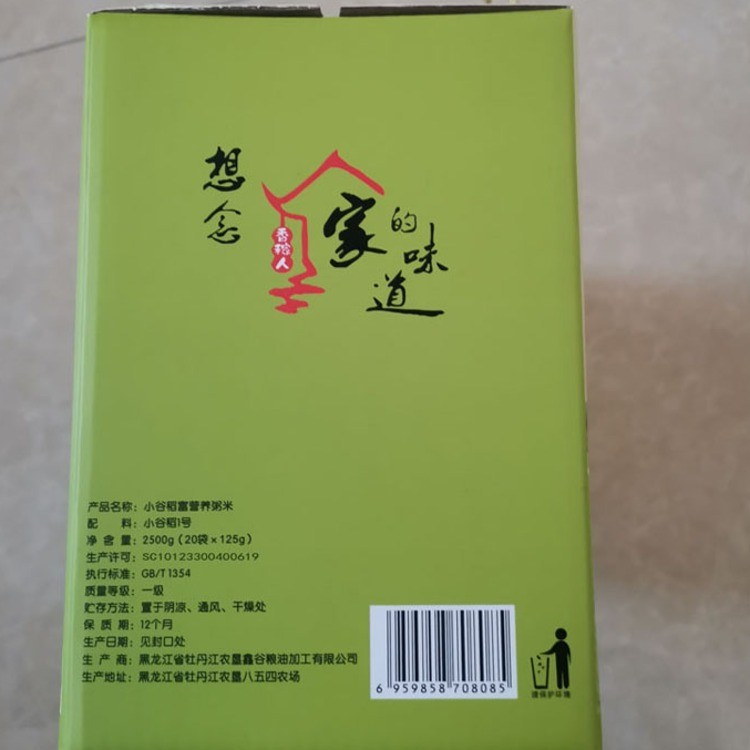 想念
香稻人
家的味道
产品名称：小谷稻富营养粥米
配　　料：小谷稻1号
净 含 量：2500g（20袋×125g）
生产许可：SC10123300400619
执行标准：GB/T1354
质量等级：一级
贮存方法：置于阴凉、通风、干燥处
保 质 期：12个月
生产日期：见封口处
生 产 商：黑龙江省牡丹江农垦鑫谷粮油加工有限公司
生产地址：黑龙江省牡丹江农垦八五四农场
6 959858 708085
请保护环境